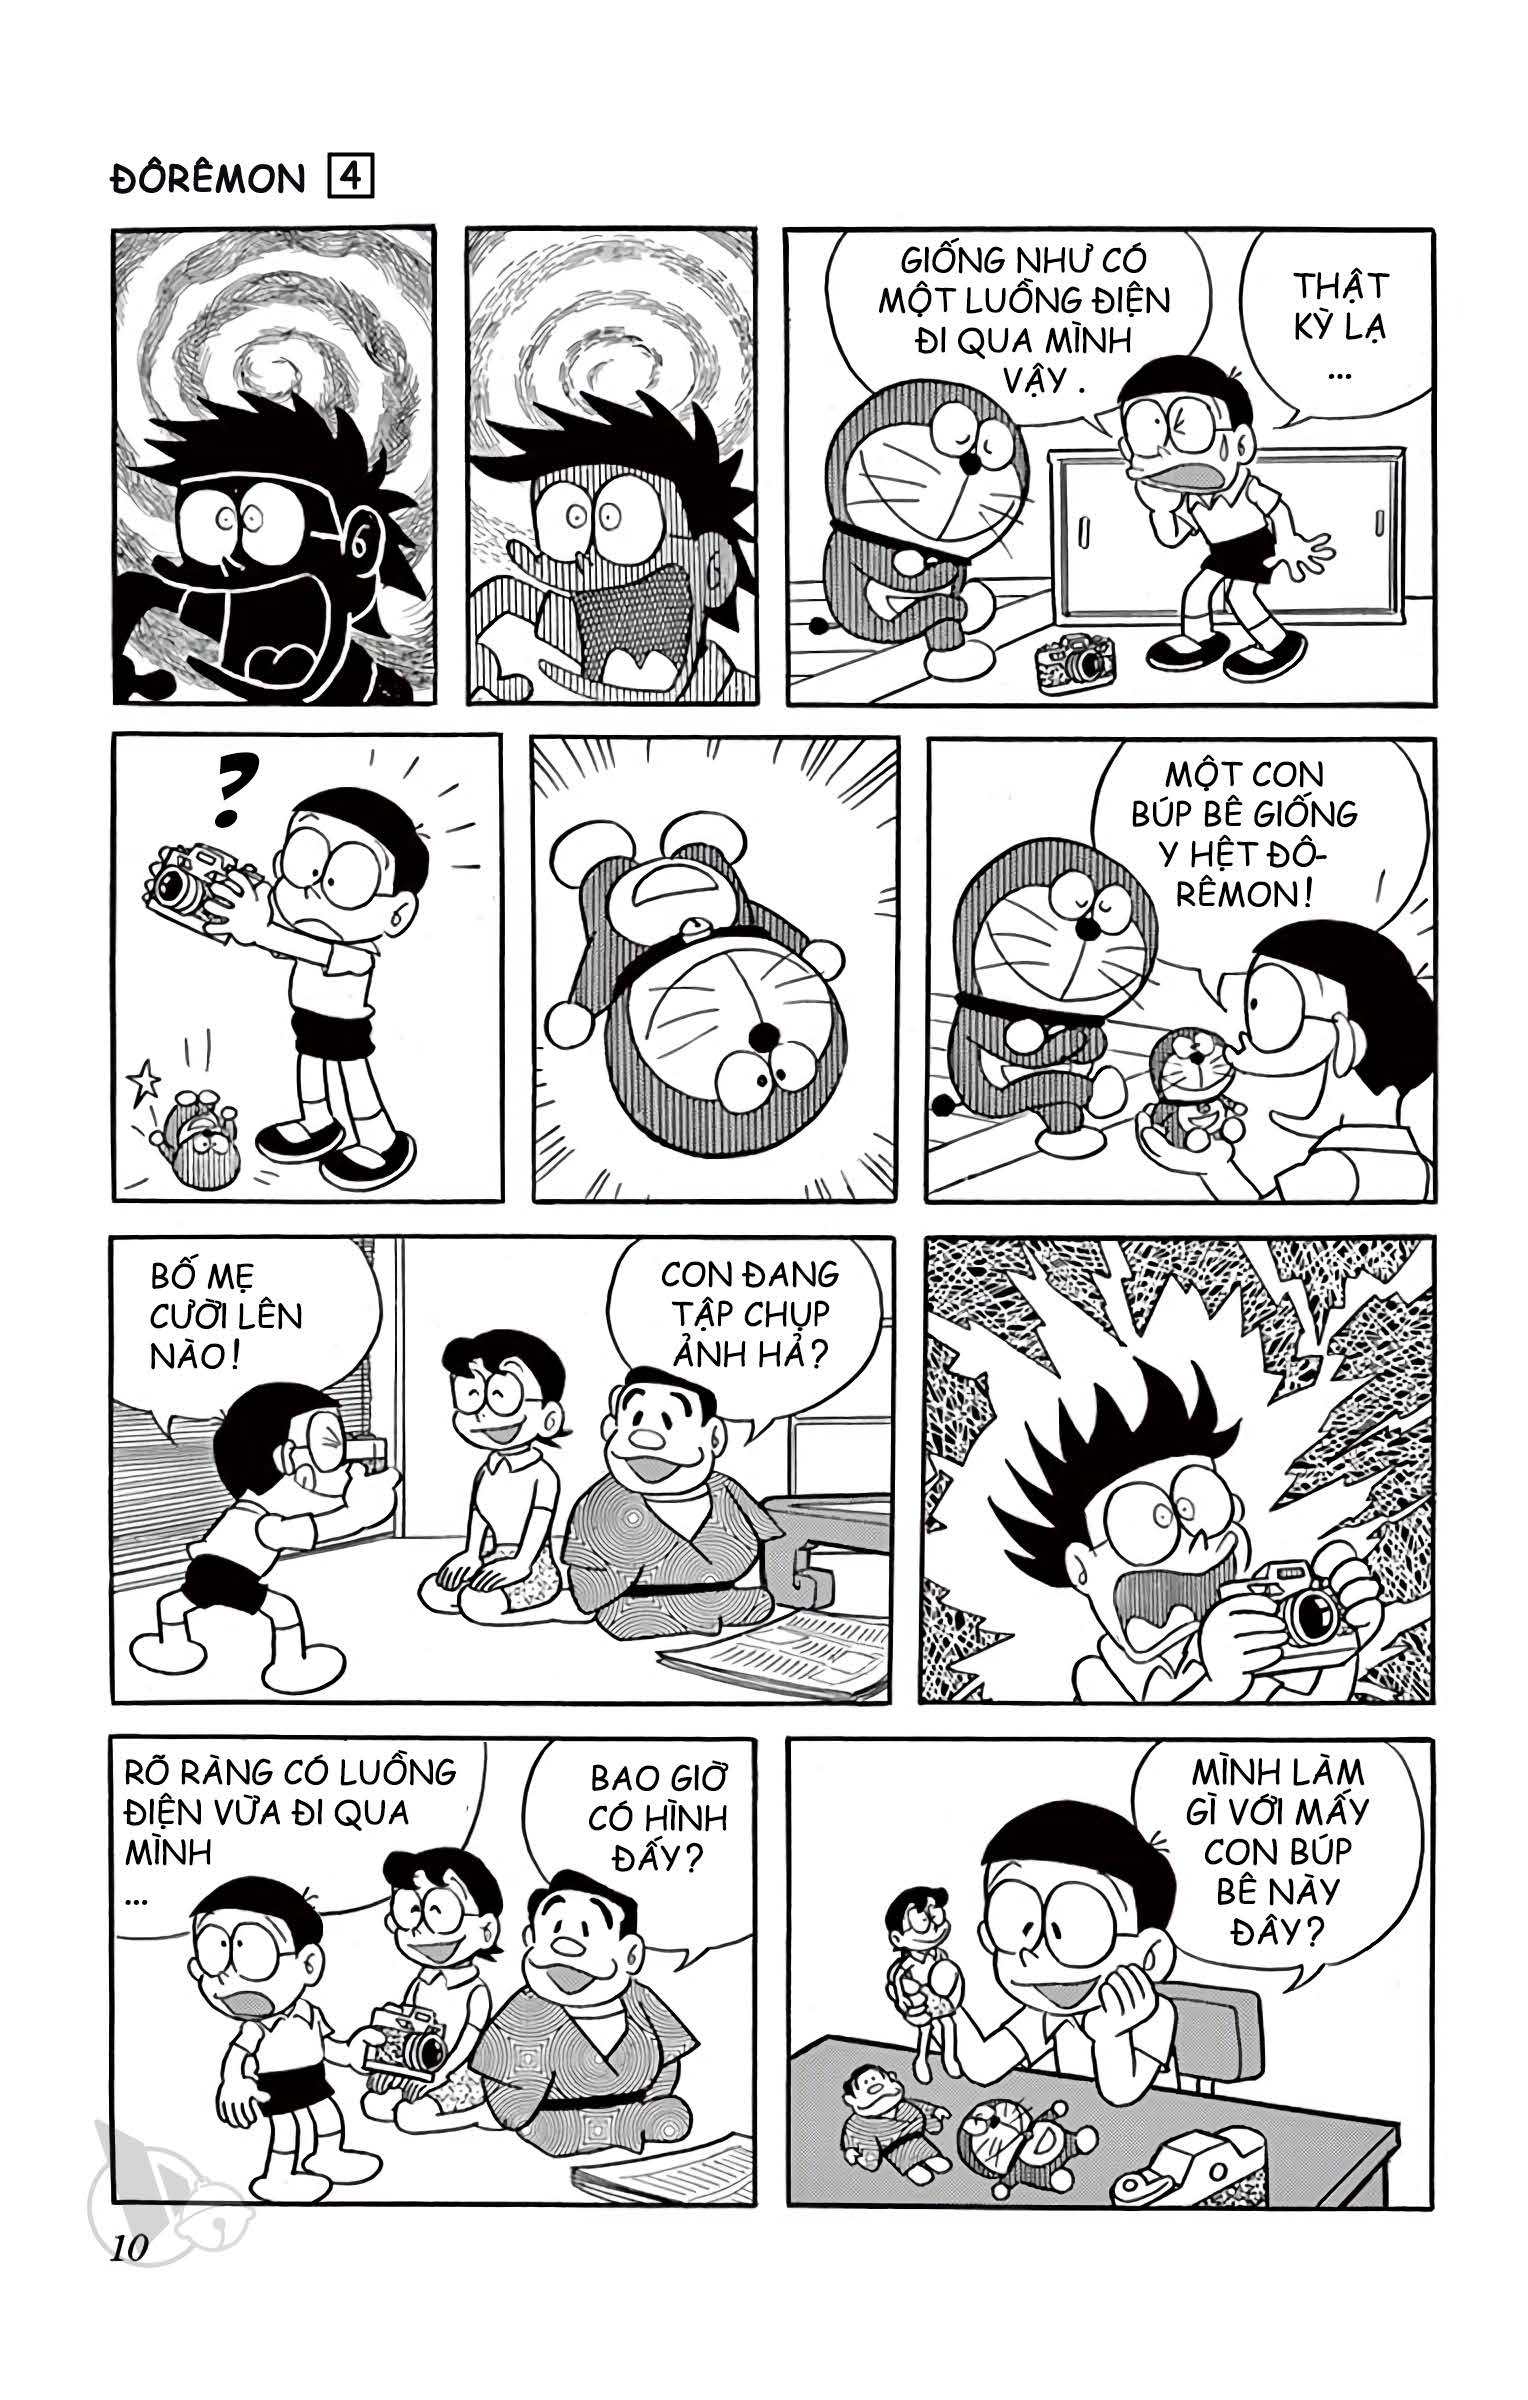 ĐÔRÊMON 4
GIỐNG NHƯ CÓ
MỘT LUỒNG ĐIỆN
ĐI QUA MÌNH
VẬY .
THẬT
KỲ LẠ
...
?
MỘT CON
BÚP BÊ GIỐNG
Y HỆT ĐÔ-
RÊMON!
BỐ MẸ
CƯỜI LÊN
NÀO!
CON ĐANG
TẬP CHỤP
ẢNH HẢ?
RÕ RÀNG CÓ LUỒNG
ĐIỆN VỪA ĐI QUA
MÌNH
...
BAO GIỜ
CÓ HÌNH
ĐẤY?
MÌNH LÀM
GÌ VỚI MẤY
CON BÚP
BÊ NÀY
ĐÂY?
10